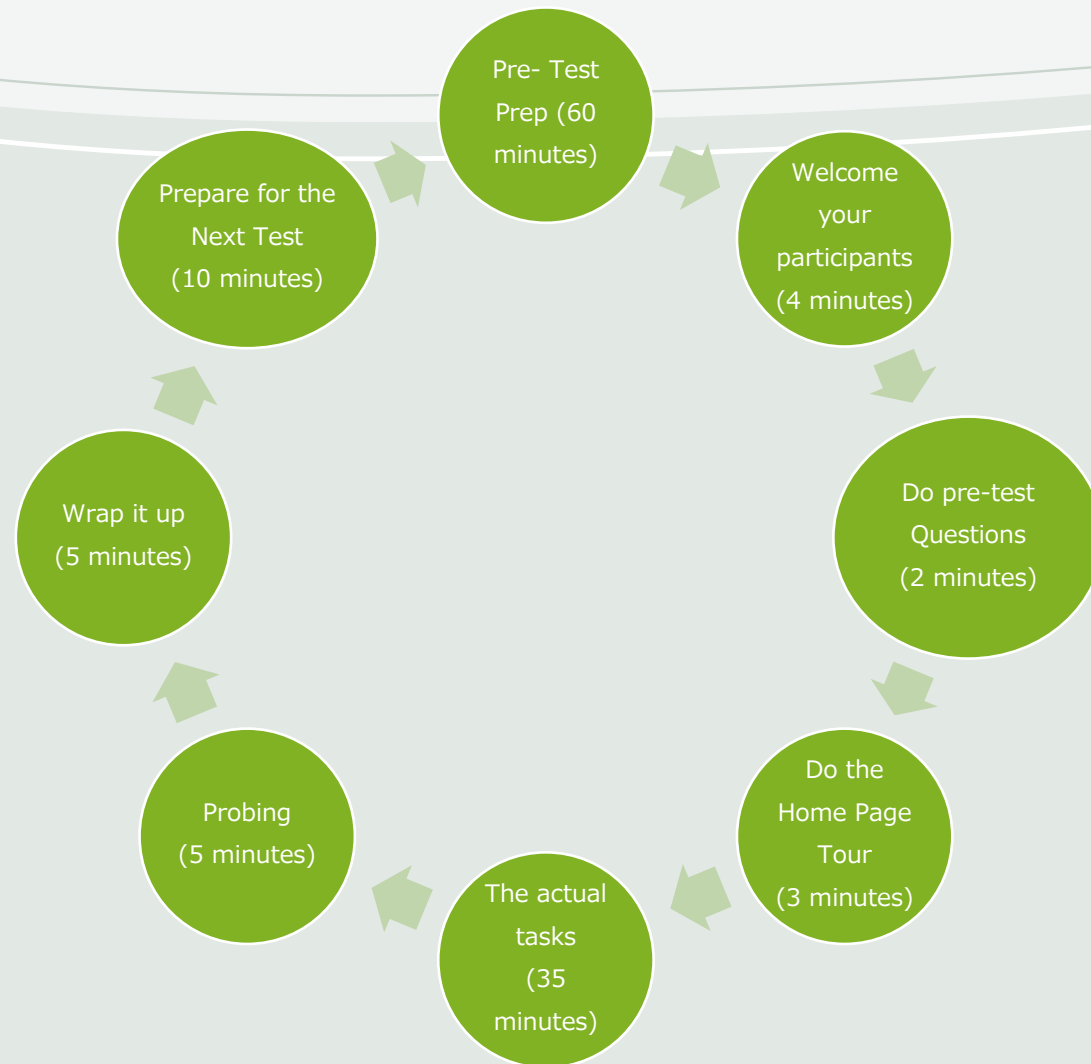 Pre- Test
Prep (60
minutes)
Welcome
your
participants
(4 minutes)
Do pre-test
Questions
(2 minutes)
Do the
Home Page
Tour
(3 minutes)
The actual
tasks
(35
minutes)
Probing
(5 minutes)
Wrap it up
(5 minutes)
Prepare for the
Next Test
(10 minutes)